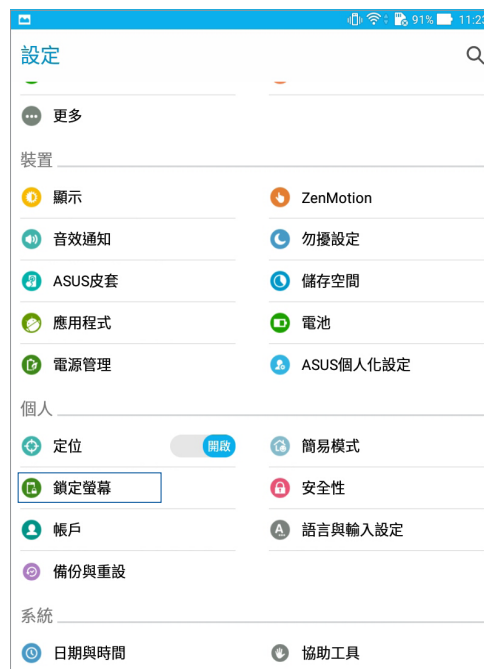 91% 11:23
設定
更多
裝置
顯示 ZenMotion
音效通知 勿擾設定
ASUS皮套 儲存空間
應用程式 電池
電源管理 ASUS個人化設定
個人
定位 開啟 簡易模式
鎖定螢幕 安全性
帳戶 語言與輸入設定
備份與重設
系統
日期與時間 協助工具